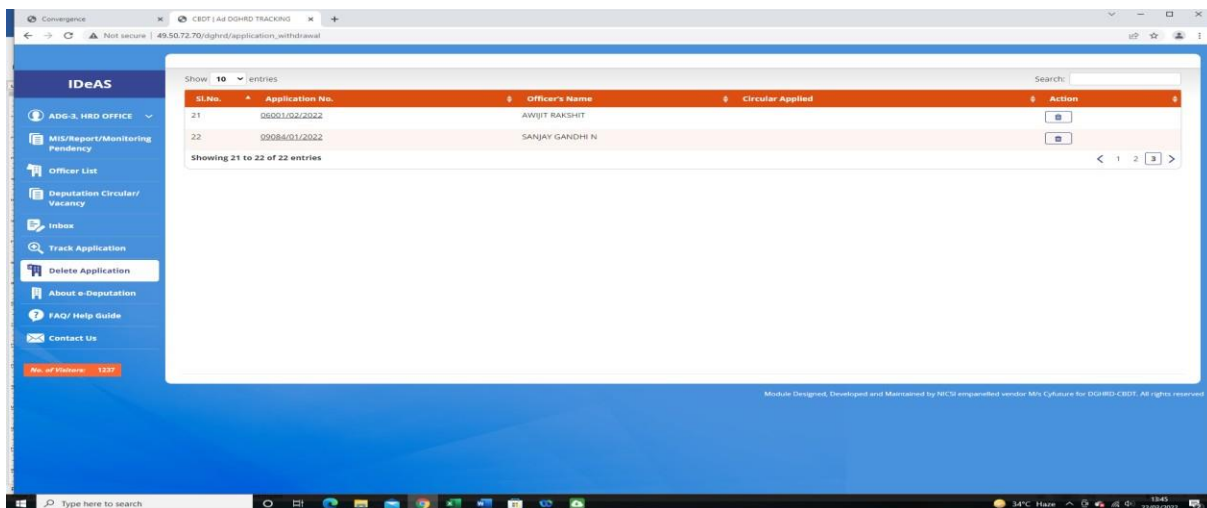 Convergence
CBDT | Ad DGHRD TRACKING
Not secure | 49.50.72.70/dghrd/application_withdrawal
IDeAS
ADG-3, HRD OFFICE
MIS/Report/Monitoring
Pendency
Officer List
Deputation Circular/
Vacancy
Inbox
Track Application
Delete Application
About e-Deputation
FAQ/ Help Guide
Contact Us
No. of Visitors: 1237
Show 10 entries
Search:
Sl.No. Application No. Officer's Name Circular Applied Action
21 06001/02/2022 AWIJIT RAKSHIT
22 09084/01/2022 SANJAY GANDHI N
Showing 21 to 22 of 22 entries
1 2 3
Module Designed, Developed and Maintained by NICSI empanelled vendor M/s Cyfuture for DGHRD-CBDT. All rights reserved
Type here to search
34°C Haze
13:45